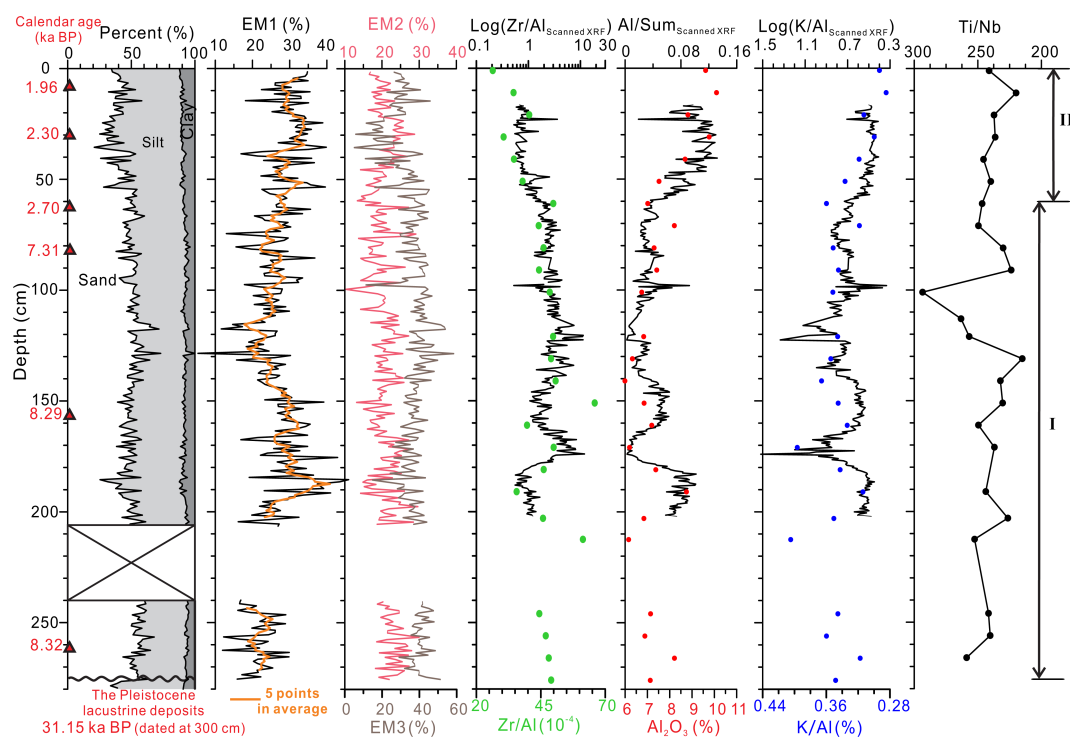 Calendar age
(ka BP)
Percent (%)
0 50 100
EM1 (%)
10 20 30 40
EM2 (%)
10 20 30 40
Log(Zr/Al Scanned XRF)
0.1 1 10 30
Al/Sum Scanned XRF
0 0.08 0.16
Log(K/Al Scanned XRF)
1.5 1.1 0.7 0.3
Ti/Nb
300 250 200
Depth (cm)
0
50
100
150
200
250
1.96
2.30
2.70
7.31
8.29
8.32
Sand
Silt
Clay
II
I
The Pleistocene
lacustrine deposits
31.15 ka BP (dated at 300 cm)
5 points
in average
0 20 40 60
EM3 (%)
20 45 70
Zr/Al (10-4)
6 7 8 9 10 11
Al2O3 (%)
0.44 0.36 0.28
K/Al (%)